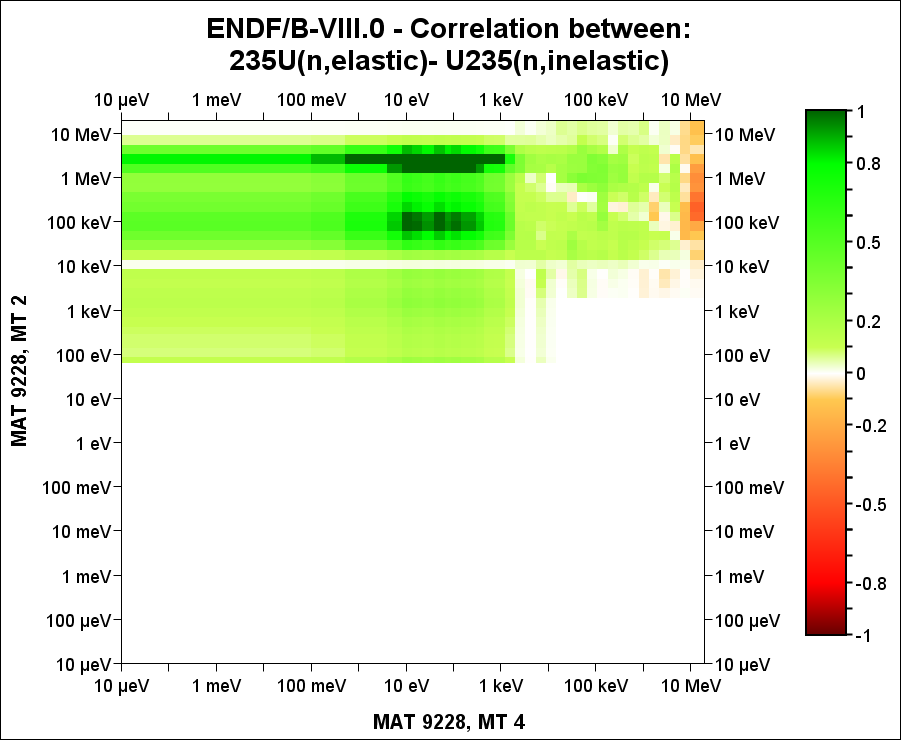 ENDF/B-VIII.0 - Correlation between:
235U(n,elastic)- U235(n,inelastic)
10 µeV 1 meV 100 meV 10 eV 1 keV 100 keV 10 MeV
10 MeV 10 MeV
1 MeV 1 MeV
100 keV 100 keV
10 keV 10 keV
1 keV 1 keV
100 eV 100 eV
10 eV 10 eV
1 eV 1 eV
100 meV 100 meV
10 meV 10 meV
1 meV 1 meV
100 µeV 100 µeV
10 µeV 10 µeV
10 µeV 1 meV 100 meV 10 eV 1 keV 100 keV 10 MeV
MAT 9228, MT 4
MAT 9228, MT 2
1
0.8
0.5
0.2
0
-0.2
-0.5
-0.8
-1